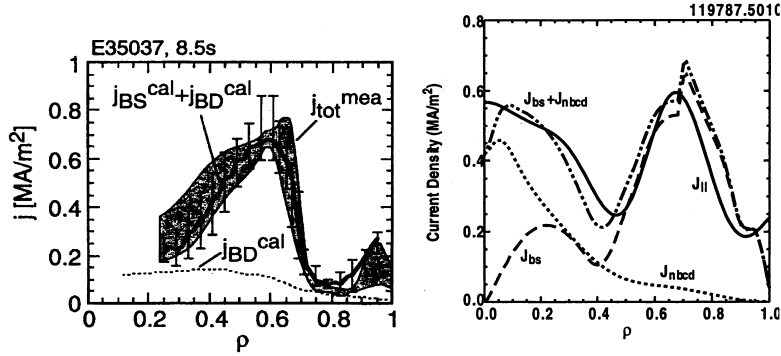 E35037, 8.5s
1
0.8
0.6
0.4
0.2
0
j [MA/m²]
j_BS^cal+j_BD^cal
j_tot^mea
j_BD^cal
0 0.2 0.4 0.6 0.8 1
ρ
119787.5010
0.8
0.6
0.4
0.2
0.0
Current Density (MA/m²)
J_bs+J_nbcd
J_II
J_bs
J_nbcd
0.0 0.2 0.4 0.6 0.8 1.0
ρ